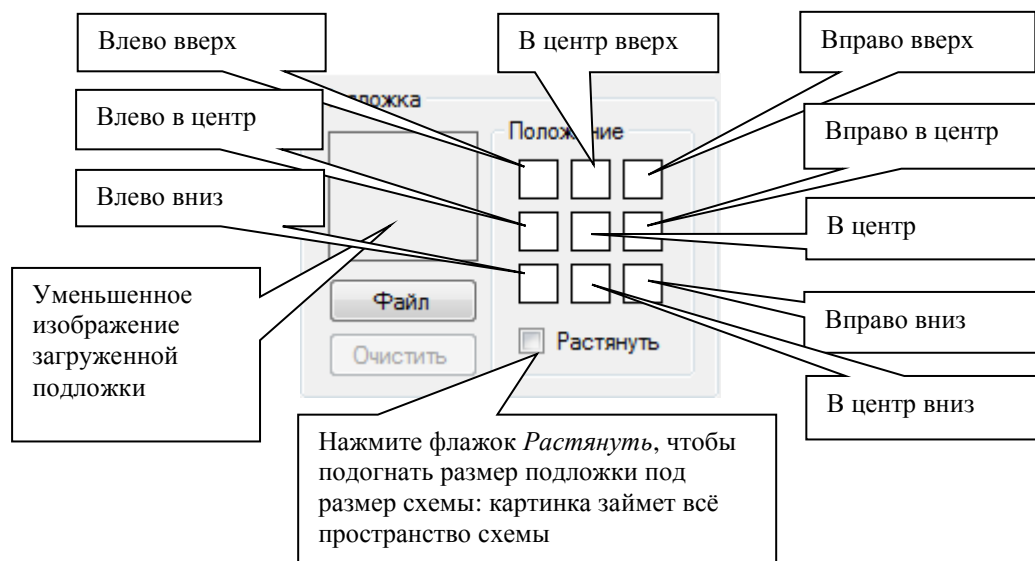 Влево вверх
В центр вверх
Вправо вверх
Влево в центр
Положение
Вправо в центр
Влево вниз
В центр
Уменьшенное
изображение
загруженной
подложки
Файл
Вправо вниз
Растянуть
Очистить
В центр вниз
Нажмите флажок Растянуть, чтобы
подогнать размер подложки под
размер схемы: картинка займет всё
пространство схемы